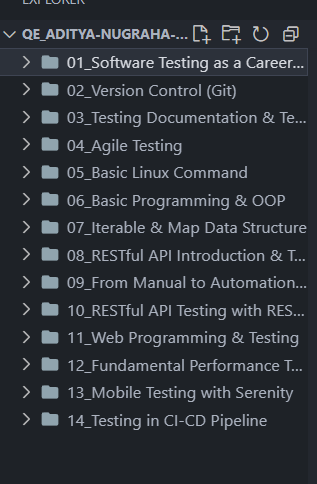 EXPLORER
QE_ADITYA-NUGRAHA-...
01_Software Testing as a Career...
02_Version Control (Git)
03_Testing Documentation & Te...
04_Agile Testing
05_Basic Linux Command
06_Basic Programming & OOP
07_Iterable & Map Data Structure
08_RESTful API Introduction & T...
09_From Manual to Automation...
10_RESTful API Testing with RES...
11_Web Programming & Testing
12_Fundamental Performance T...
13_Mobile Testing with Serenity
14_Testing in CI-CD Pipeline